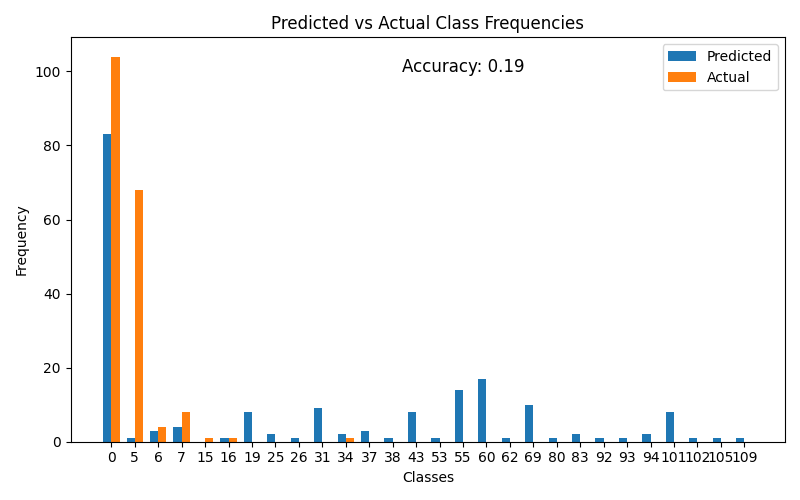 Predicted vs Actual Class Frequencies
Accuracy: 0.19
Predicted
Actual
Frequency
100
80
60
40
20
0
0 5 6 7 15 16 19 25 26 31 34 37 38 43 53 55 60 62 69 80 83 92 93 94 101 102 105 109
Classes